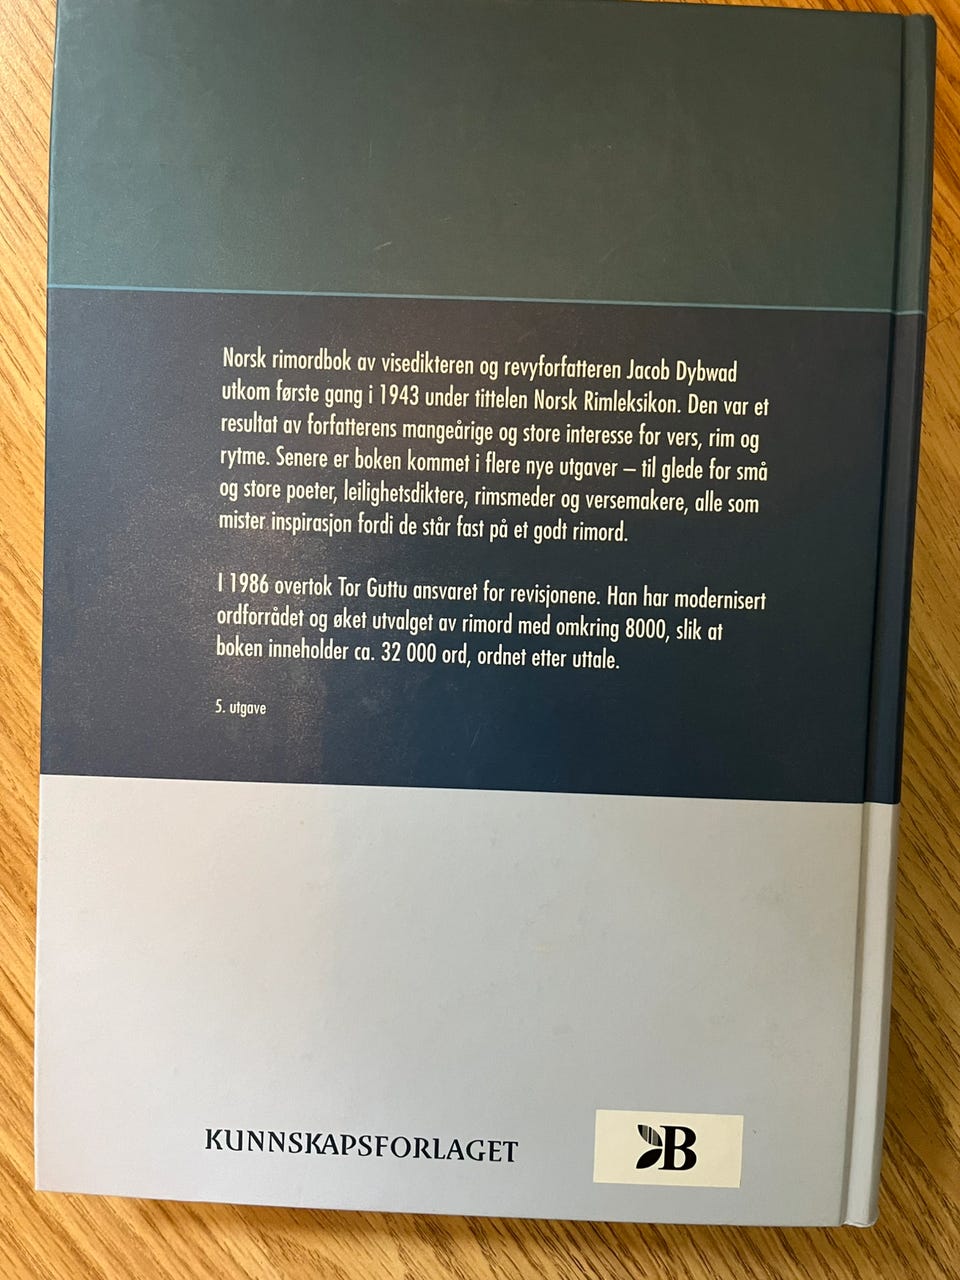 Norsk rimordbok av visedikteren og revyforfatteren Jacob Dybwad
utkom første gang i 1943 under tittelen Norsk Rimleksikon. Den var et
resultat av forfatterens mangeårige og store interesse for vers, rim og
rytme. Senere er boken kommet i flere nye utgaver – til glede for små
og store poeter, leilighetsdiktere, rimsmeder og versemakere, alle som
mister inspirasjon fordi de står fast på et godt rimord.
I 1986 overtok Tor Guttu ansvaret for revisjonene. Han har modernisert
ordforrådet og øket utvalget av rimord med omkring 8000, slik at
boken inneholder ca. 32 000 ord, ordnet etter uttale.
5. utgave
KUNNSKAPSFORLAGET
B